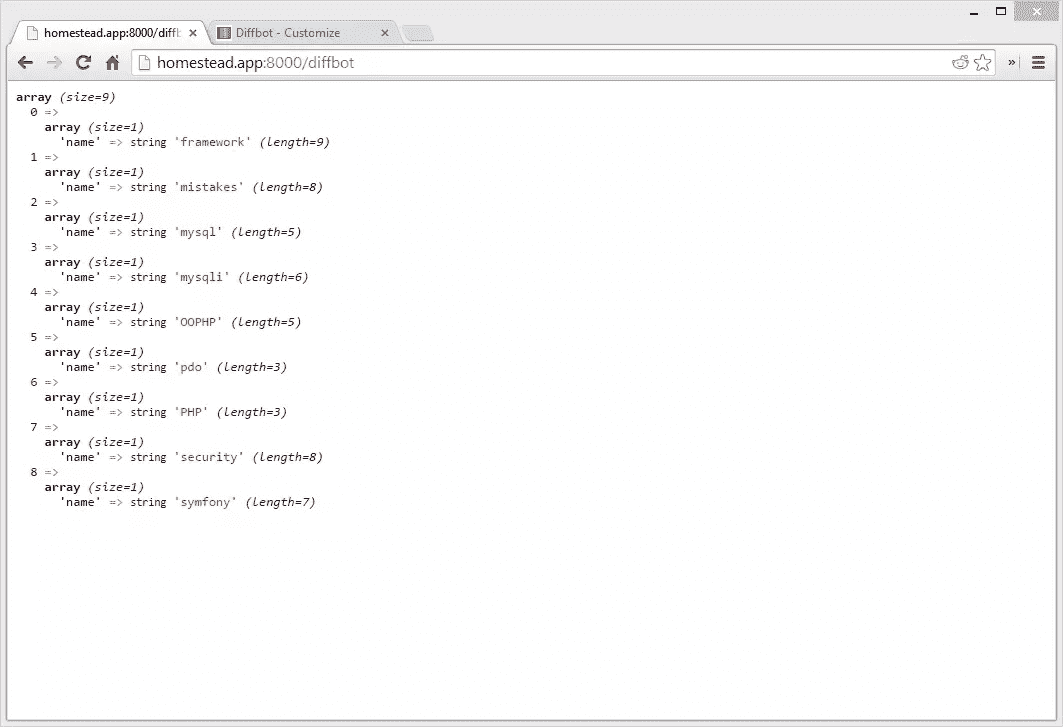 homestead.app:8000/diffb
Diffbot - Customize
homestead.app:8000/diffbot
array (size=9)
0 =>
array (size=1)
'name' => string 'framework' (length=9)
1 =>
array (size=1)
'name' => string 'mistakes' (length=8)
2 =>
array (size=1)
'name' => string 'mysql' (length=5)
3 =>
array (size=1)
'name' => string 'mysqli' (length=6)
4 =>
array (size=1)
'name' => string 'OOPHP' (length=5)
5 =>
array (size=1)
'name' => string 'pdo' (length=3)
6 =>
array (size=1)
'name' => string 'PHP' (length=3)
7 =>
array (size=1)
'name' => string 'security' (length=8)
8 =>
array (size=1)
'name' => string 'symfony' (length=7)